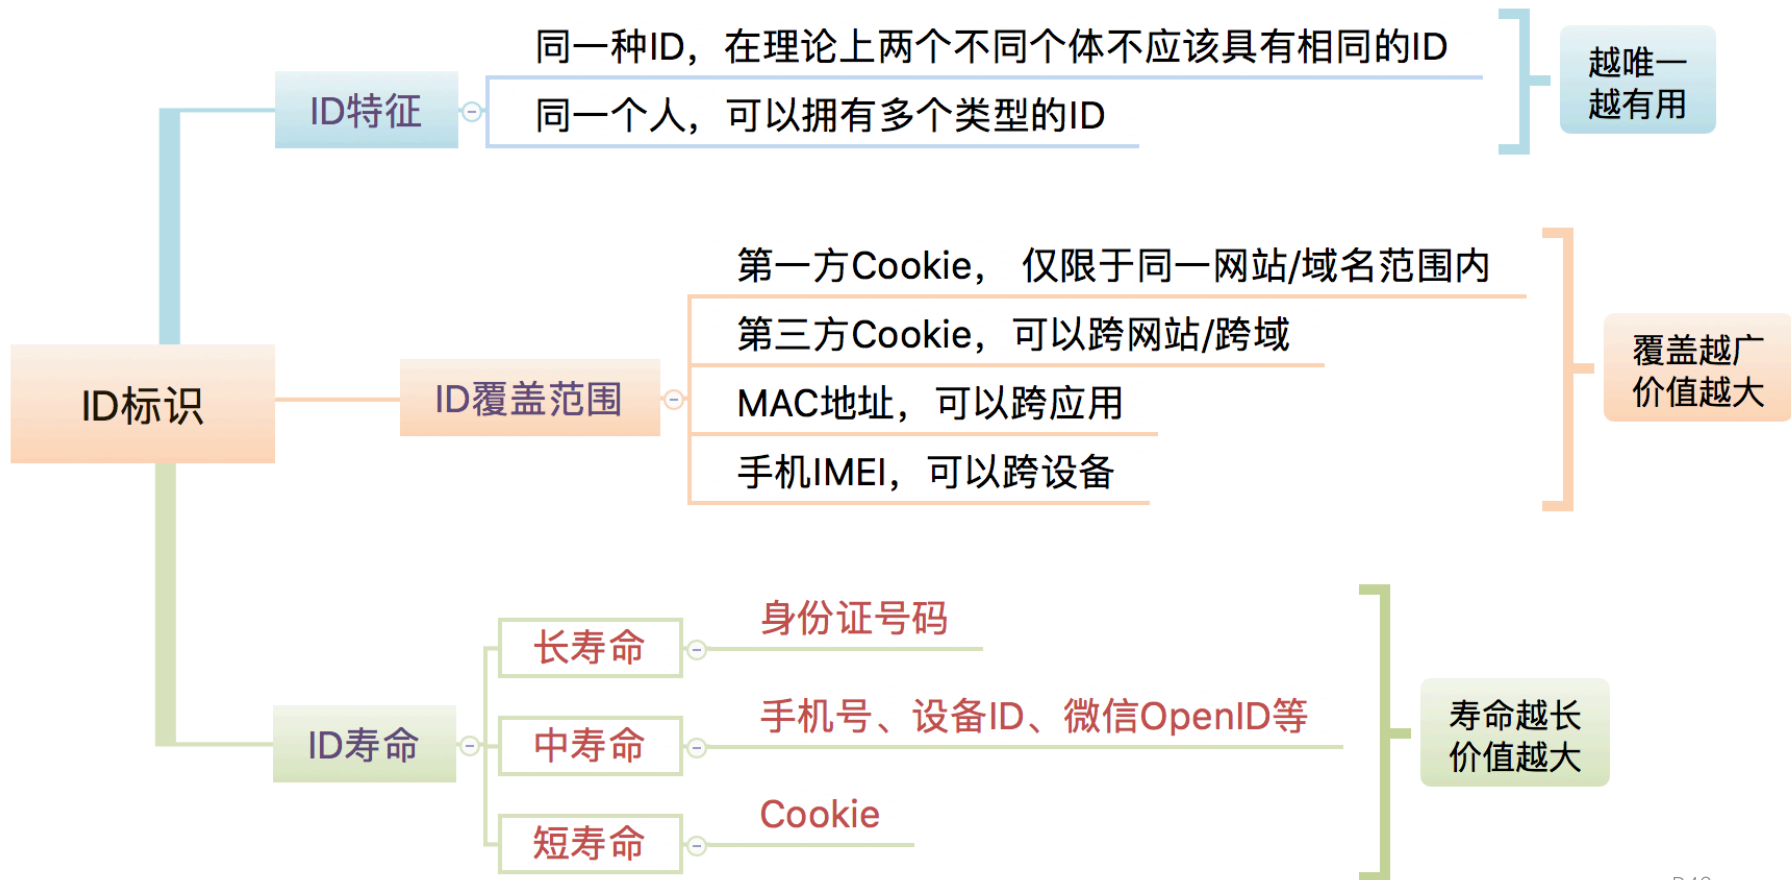 同一种ID，在理论上两个不同个体不应该具有相同的ID
同一个人，可以拥有多个类型的ID
ID特征
越唯一
越有用
第一方Cookie， 仅限于同一网站/域名范围内
第三方Cookie，可以跨网站/跨域
MAC地址，可以跨应用
手机IMEI，可以跨设备
ID标识
ID覆盖范围
覆盖越广
价值越大
身份证号码
长寿命
手机号、设备ID、微信OpenID等
中寿命
ID寿命
寿命越长
价值越大
Cookie
短寿命